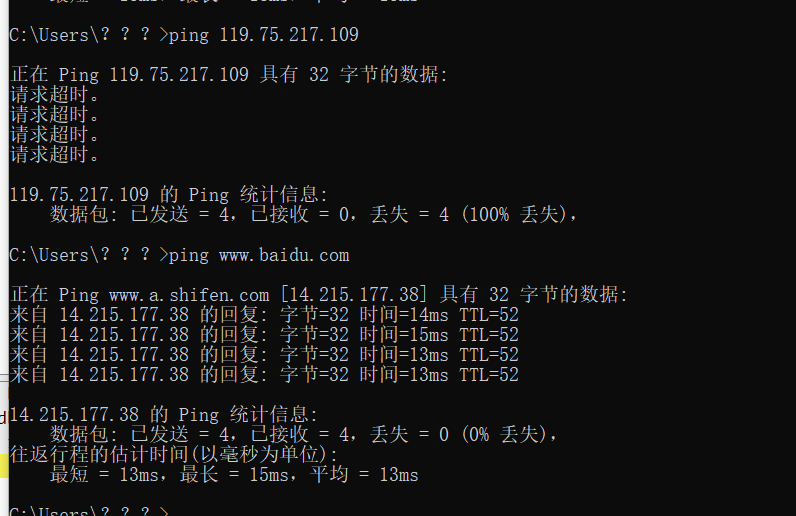 C:\Users\？？？>ping 119.75.217.109
正在 Ping 119.75.217.109 具有 32 字节的数据:
请求超时。
请求超时。
请求超时。
请求超时。
119.75.217.109 的 Ping 统计信息:
数据包: 已发送 = 4，已接收 = 0，丢失 = 4 (100% 丢失)，
C:\Users\？？？>ping www.baidu.com
正在 Ping www.a.shifen.com [14.215.177.38] 具有 32 字节的数据:
来自 14.215.177.38 的回复: 字节=32 时间=14ms TTL=52
来自 14.215.177.38 的回复: 字节=32 时间=15ms TTL=52
来自 14.215.177.38 的回复: 字节=32 时间=13ms TTL=52
来自 14.215.177.38 的回复: 字节=32 时间=13ms TTL=52
14.215.177.38 的 Ping 统计信息:
数据包: 已发送 = 4，已接收 = 4，丢失 = 0 (0% 丢失)，
往返行程的估计时间(以毫秒为单位):
最短 = 13ms，最长 = 15ms，平均 = 13ms
C:\Users\？？？>